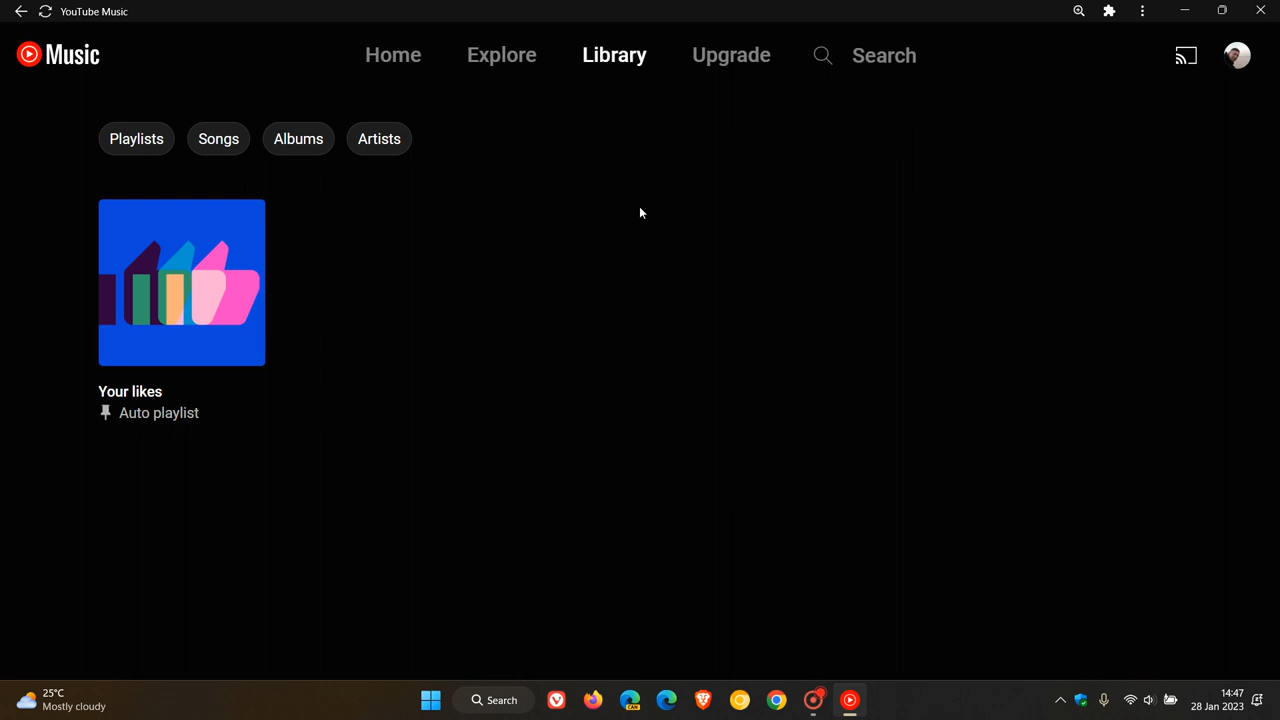 YouTube Music
Music
Home
Explore
Library
Upgrade
Search
Playlists
Songs
Albums
Artists
Your likes
Auto playlist
25°C
Mostly cloudy
Search
CAN
14:47
28 Jan 2023